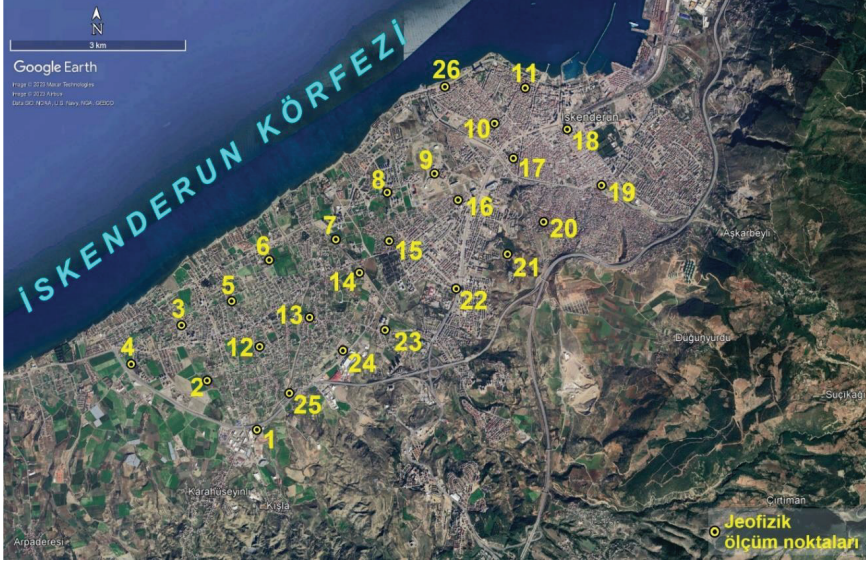 N
3 km
Google Earth
Image © 2023 Maxar Technologies
Image © 2023 Airbus
Data SIO, NOAA, U.S. Navy, NGA, GEBCO
İSKENDERUN KÖRFEZİ
26
11
10
İskenderun
18
9
17
8
16
19
7
15
20
Aşkarbeyli
6
21
14
5
22
3
13
23
Düğünyurdu
4
12
24
2
25
Suçıkağı
1
Karahüseyinli
Kışla
Çırtıman
Arpaderesi
Jeofizik
ölçüm noktaları